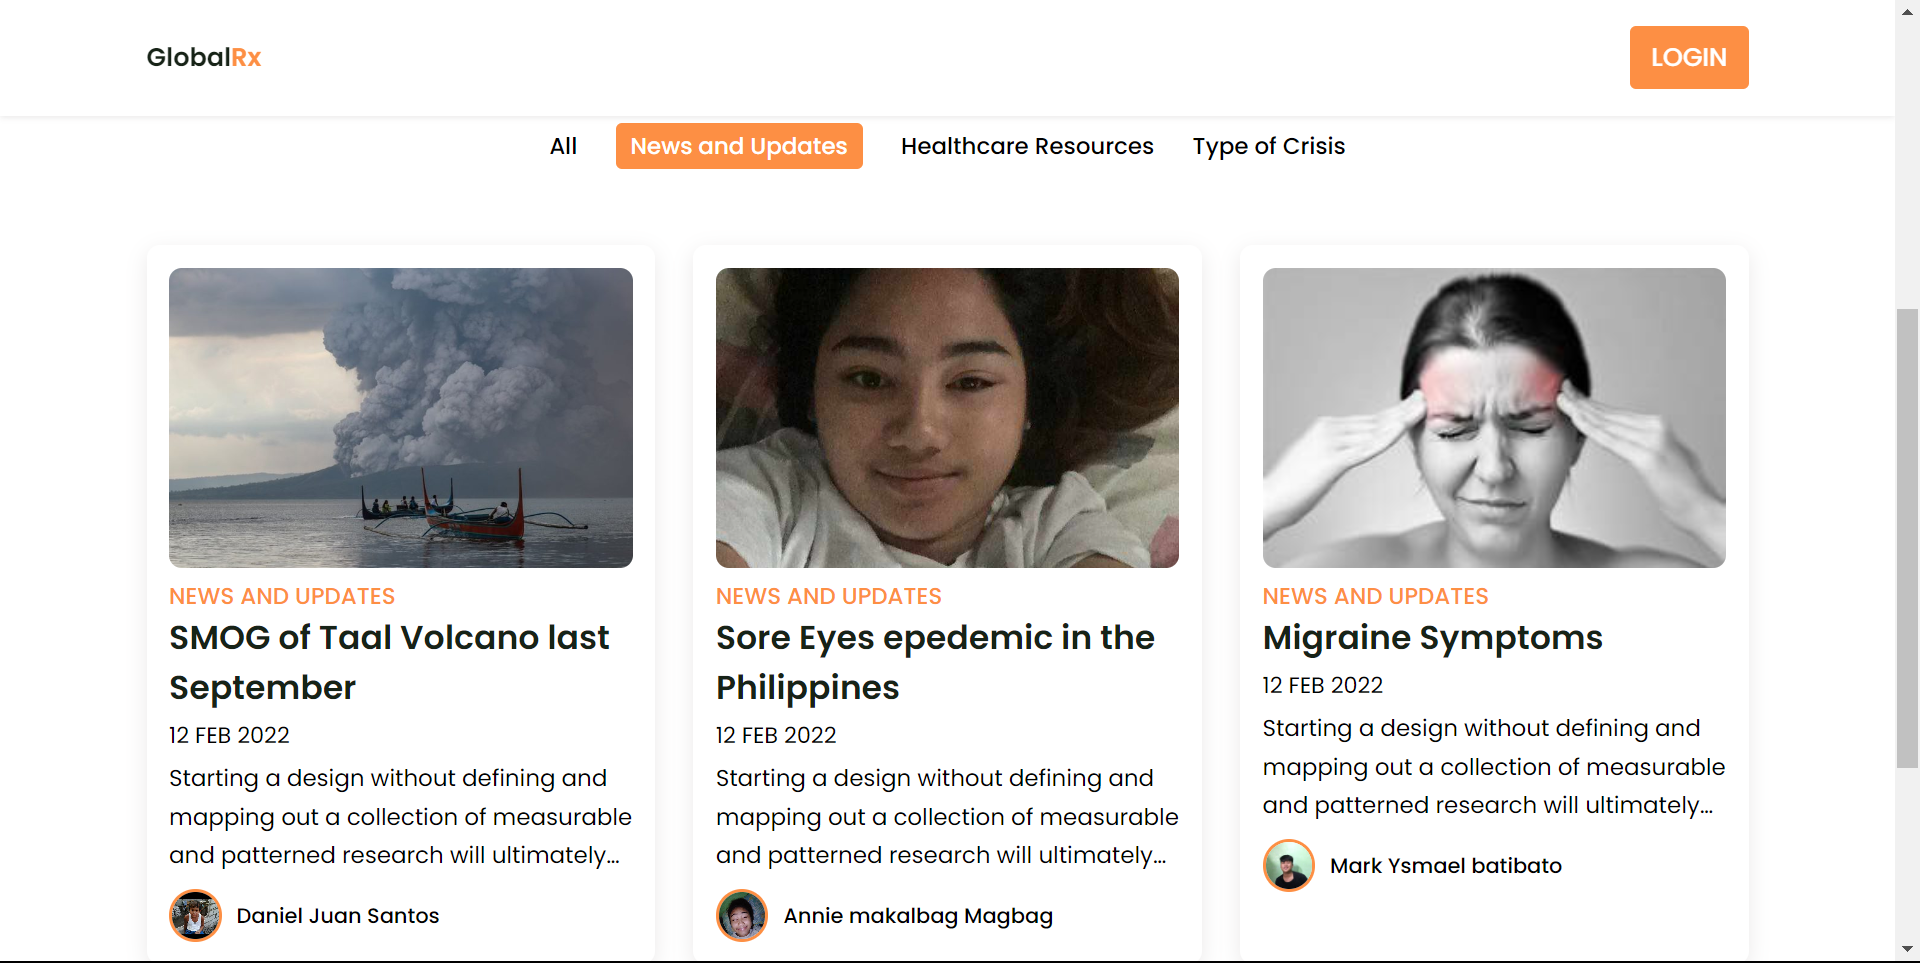 GlobalRx
LOGIN
All
News and Updates
Healthcare Resources
Type of Crisis
NEWS AND UPDATES
SMOG of Taal Volcano last
September
12 FEB 2022
Starting a design without defining and
mapping out a collection of measurable
and patterned research will ultimately...
Daniel Juan Santos
NEWS AND UPDATES
Sore Eyes epedemic in the
Philippines
12 FEB 2022
Starting a design without defining and
mapping out a collection of measurable
and patterned research will ultimately...
Annie makalbag Magbag
NEWS AND UPDATES
Migraine Symptoms
12 FEB 2022
Starting a design without defining and
mapping out a collection of measurable
and patterned research will ultimately...
Mark Ysmael batibato